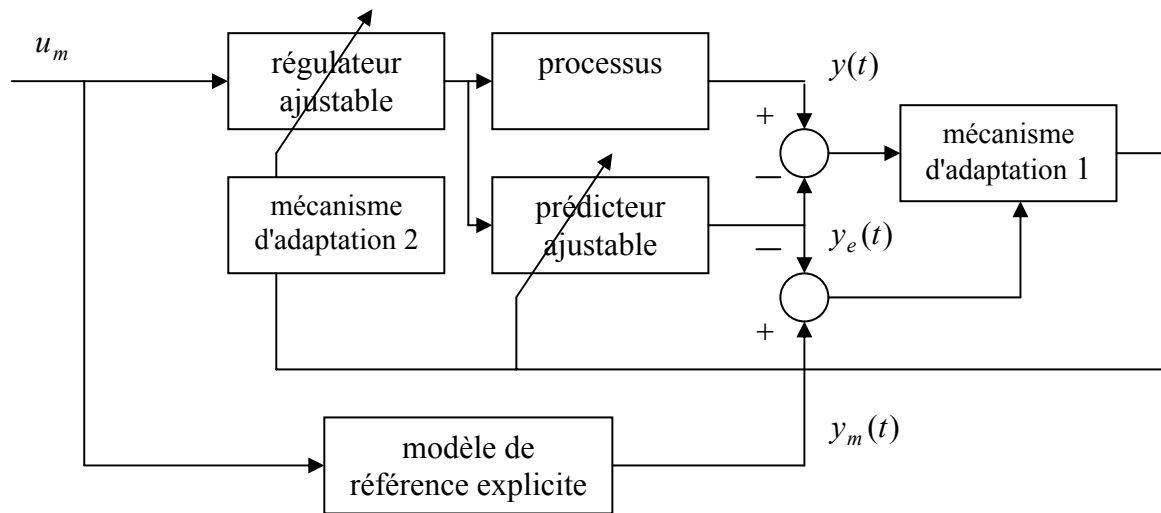 u_m
régulateur
ajustable
processus
y(t)
+
−
mécanisme
d'adaptation 1
mécanisme
d'adaptation 2
prédicteur
ajustable
y_e(t)
−
+
y_m(t)
modèle de
référence explicite